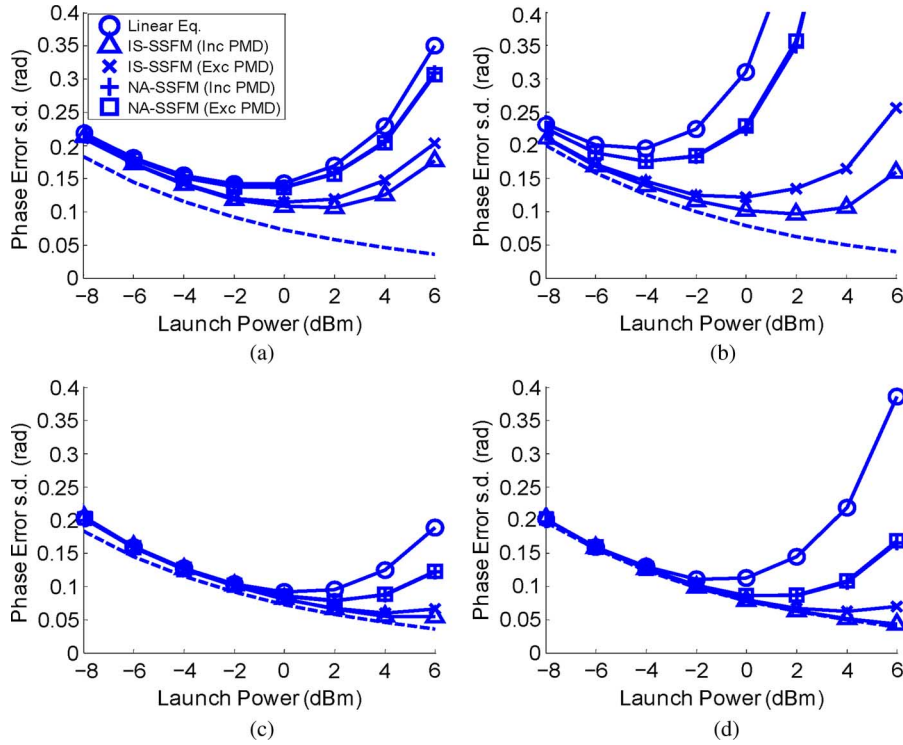 0.4
0.35
0.3
0.25
0.2
0.15
0.1
0.05
0
Phase Error s.d. (rad)
Linear Eq.
IS-SSFM (Inc PMD)
IS-SSFM (Exc PMD)
NA-SSFM (Inc PMD)
NA-SSFM (Exc PMD)
−8 −6 −4 −2 0 2 4 6
Launch Power (dBm)
(a)
0.4
0.35
0.3
0.25
0.2
0.15
0.1
0.05
0
Phase Error s.d. (rad)
−8 −6 −4 −2 0 2 4 6
Launch Power (dBm)
(b)
0.4
0.35
0.3
0.25
0.2
0.15
0.1
0.05
0
Phase Error s.d. (rad)
−8 −6 −4 −2 0 2 4 6
Launch Power (dBm)
(c)
0.4
0.35
0.3
0.25
0.2
0.15
0.1
0.05
0
Phase Error s.d. (rad)
−8 −6 −4 −2 0 2 4 6
Launch Power (dBm)
(d)